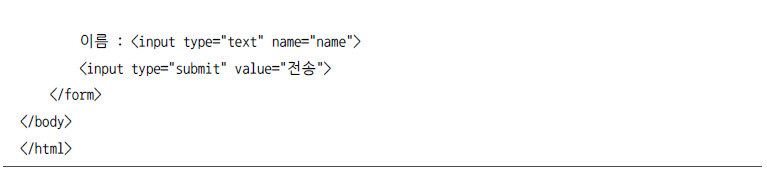 이름 : <input type="text" name="name">
<input type="submit" value="전송">
</form>
</body>
</html>